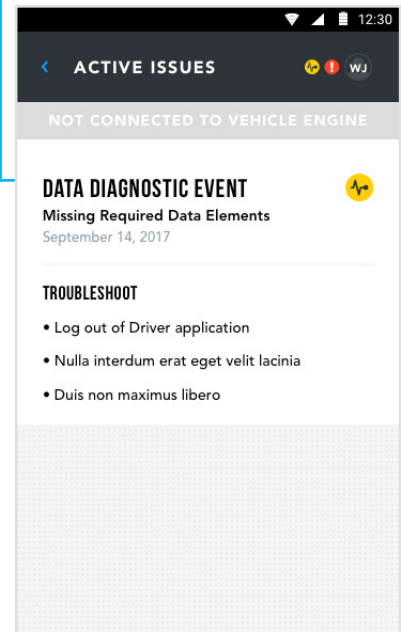 12:30
ACTIVE ISSUES
! WJ
NOT CONNECTED TO VEHICLE ENGINE
DATA DIAGNOSTIC EVENT
Missing Required Data Elements
September 14, 2017
TROUBLESHOOT
• Log out of Driver application
• Nulla interdum erat eget velit lacinia
• Duis non maximus libero